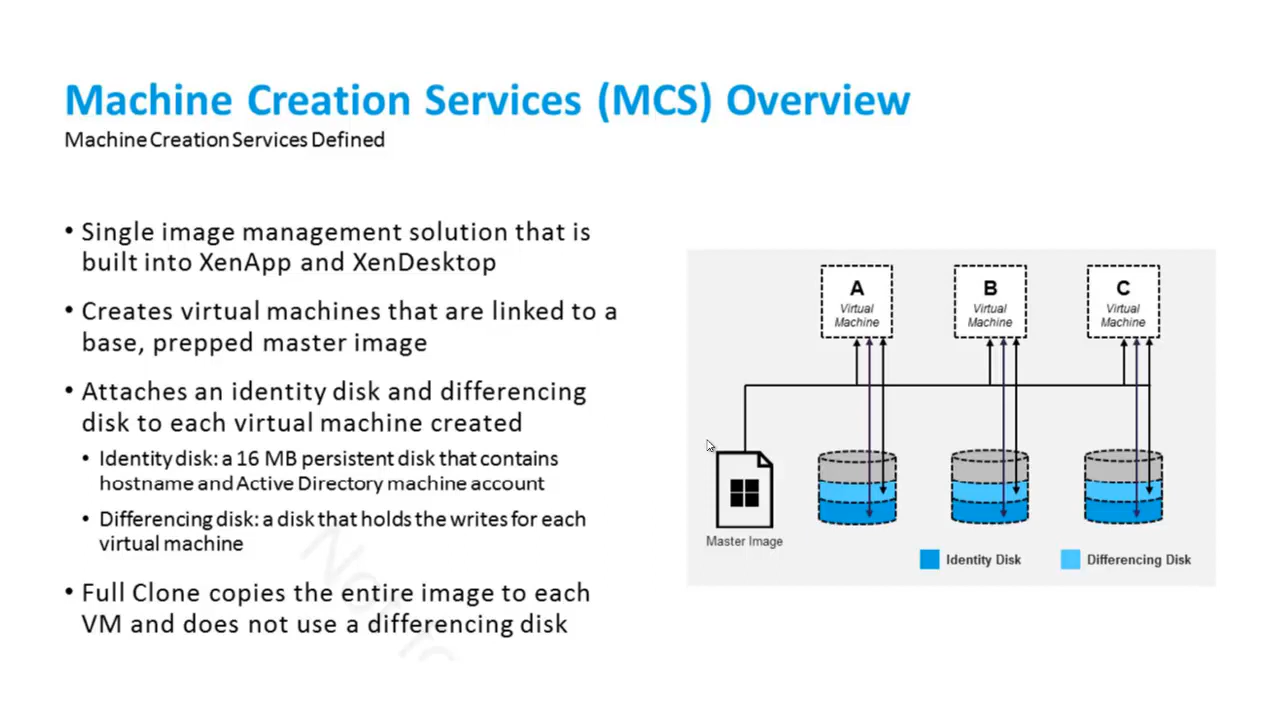 Machine Creation Services (MCS) Overview
Machine Creation Services Defined
• Single image management solution that is
built into XenApp and XenDesktop
• Creates virtual machines that are linked to a
base, prepped master image
• Attaches an identity disk and differencing
disk to each virtual machine created
• Identity disk: a 16 MB persistent disk that contains
hostname and Active Directory machine account
• Differencing disk: a disk that holds the writes for each
virtual machine
• Full Clone copies the entire image to each
VM and does not use a differencing disk
A
Virtual
Machine
B
Virtual
Machine
C
Virtual
Machine
Master Image
Identity Disk
Differencing Disk